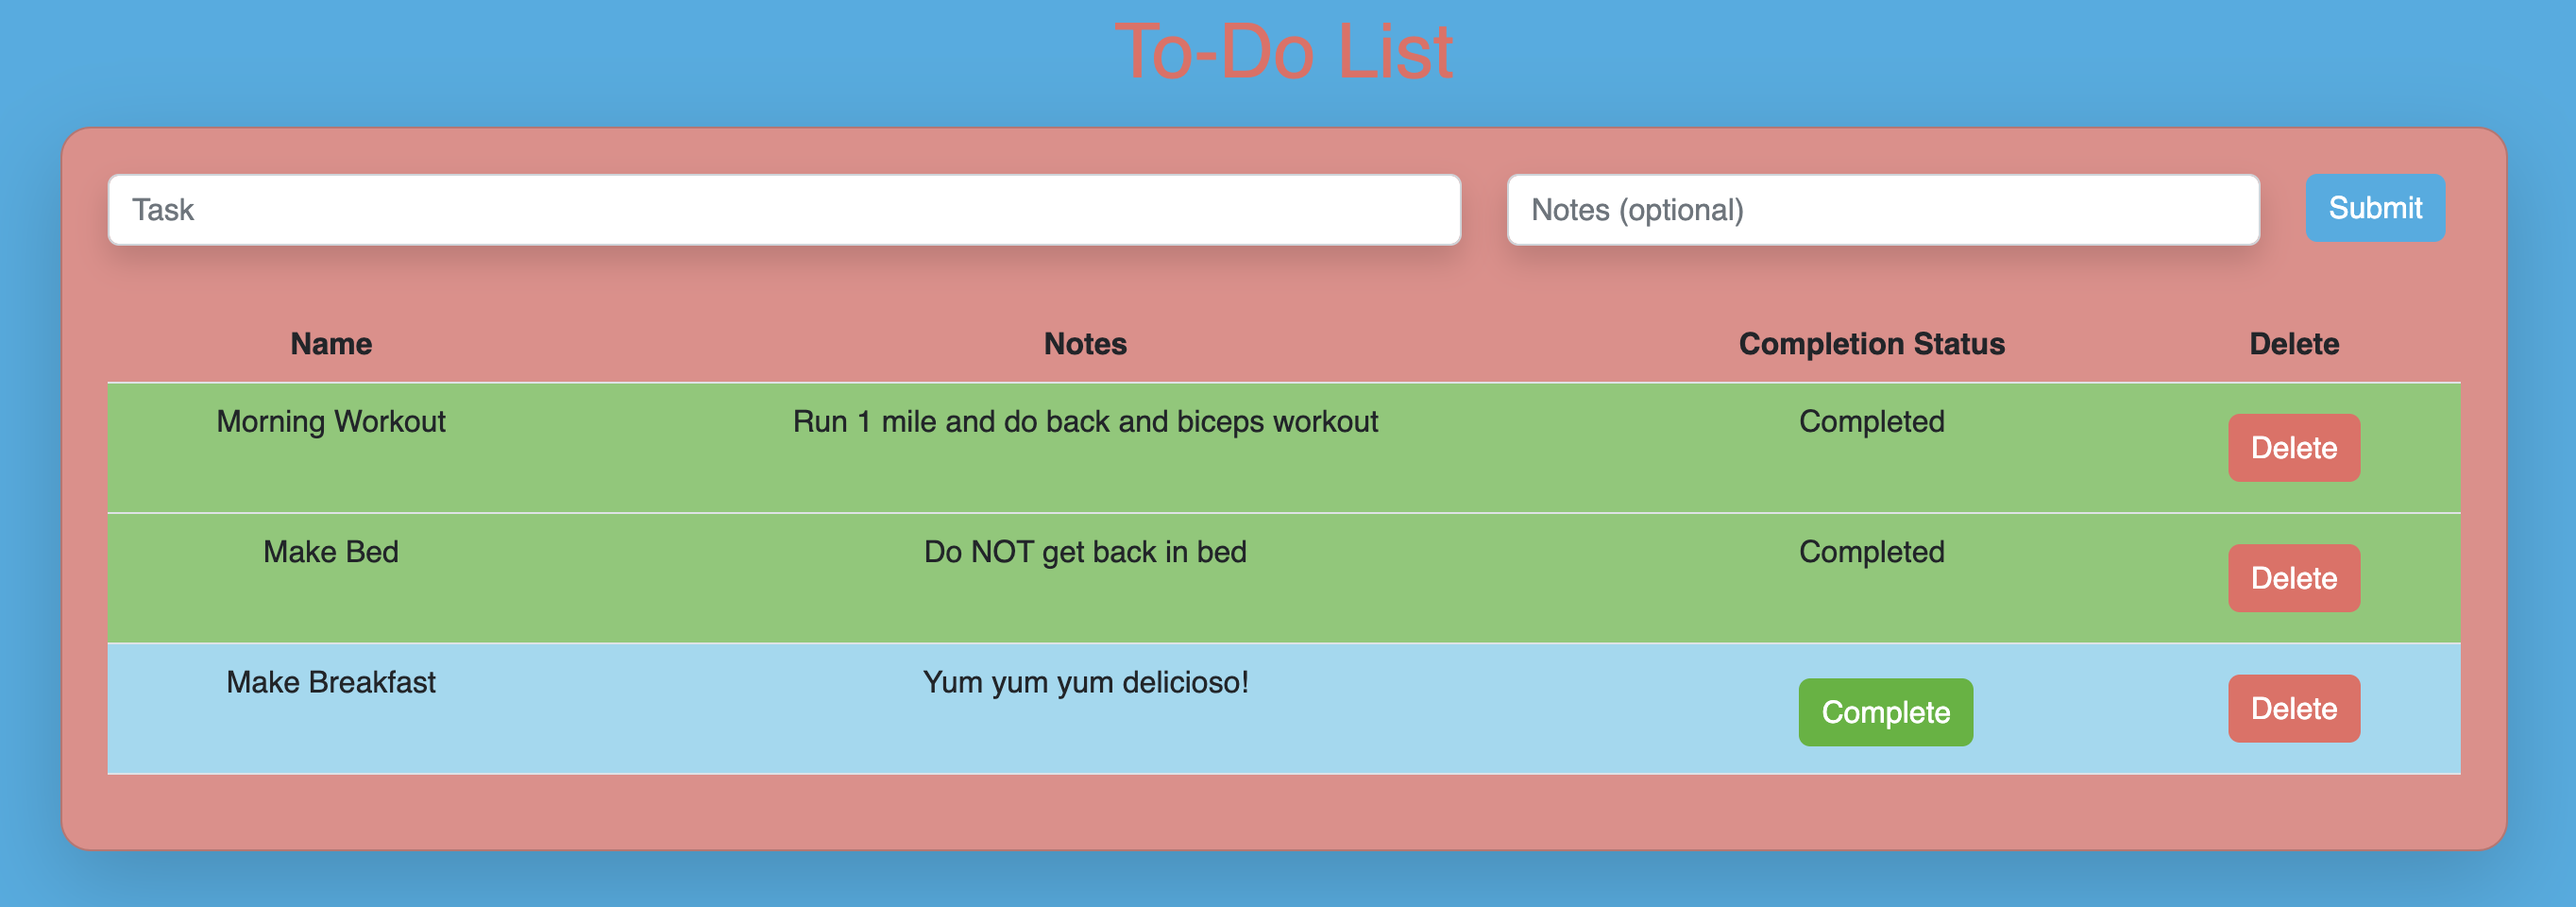 To-Do List
Task Notes (optional) Submit
Name Notes Completion Status Delete
Morning Workout Run 1 mile and do back and biceps workout Completed Delete
Make Bed Do NOT get back in bed Completed Delete
Make Breakfast Yum yum yum delicioso! Complete Delete